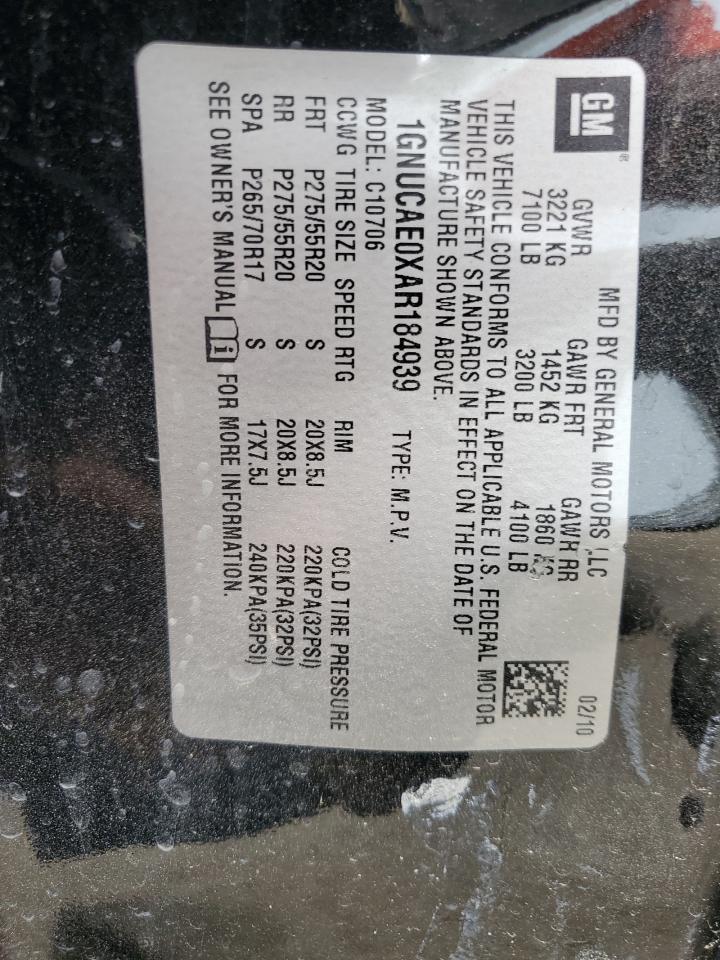 GM®
MFD BY GENERAL MOTORS LLC 02/10
GVWR GAWR FRT GAWR RR
3221 KG 1452 KG 1860 KG
7100 LB 3200 LB 4100 LB
THIS VEHICLE CONFORMS TO ALL APPLICABLE U.S. FEDERAL MOTOR
VEHICLE SAFETY STANDARDS IN EFFECT ON THE DATE OF
MANUFACTURE SHOWN ABOVE.
1GNUCAE0XAR184939 TYPE: M.P.V.
MODEL: C10706
CCWG TIRE SIZE SPEED RTG RIM COLD TIRE PRESSURE
FRT P275/55R20 S 20X8.5J 220KPA(32PSI)
RR P275/55R20 S 20X8.5J 220KPA(32PSI)
SPA P265/70R17 S 17X7.5J 240KPA(35PSI)
SEE OWNER'S MANUAL i FOR MORE INFORMATION.